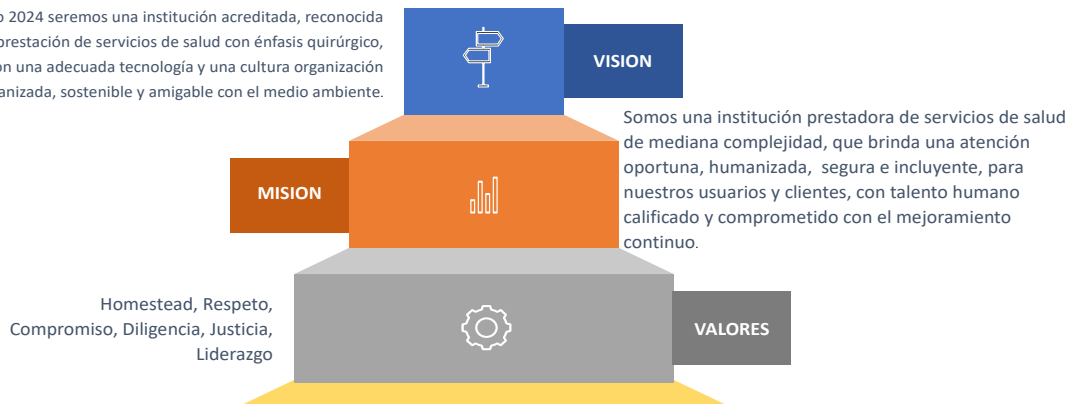 2024 seremos una institución acreditada, reconocida
prestación de servicios de salud con énfasis quirúrgico,
una adecuada tecnología y una cultura organización
sostenible y amigable con el medio ambiente.
VISION
Somos una institución prestadora de servicios de salud
de mediana complejidad, que brinda una atención
oportuna, humanizada, segura e incluyente, para
nuestros usuarios y clientes, con talento humano
calificado y comprometido con el mejoramiento
continuo.
MISION
Homestead, Respeto,
Compromiso, Diligencia, Justicia,
Liderazgo
VALORES